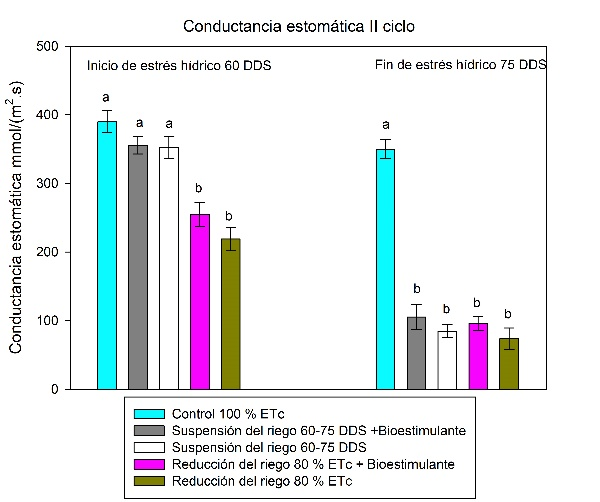 Conductancia estomática II ciclo
Conductancia estomática mmol/(m².s)
500
400
300
200
100
0
Inicio de estrés hídrico 60 DDS
Fin de estrés hídrico 75 DDS
a
a
a
b
b
a
b
b
b
b
Control 100 % ETc
Suspensión del riego 60-75 DDS +Bioestimulante
Suspensión del riego 60-75 DDS
Reducción del riego 80 % ETc + Bioestimulante
Reducción del riego 80 % ETc